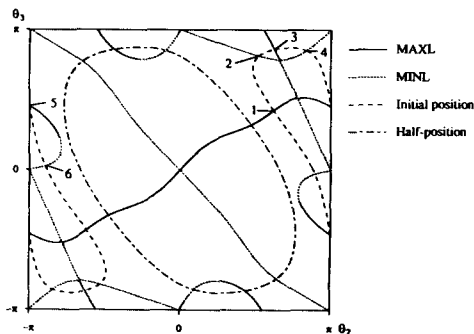 θ₃
π
0
-π
-π
0
π θ₂
1
2
3
4
5
6
MAXL
MINL
Initial position
Half-position